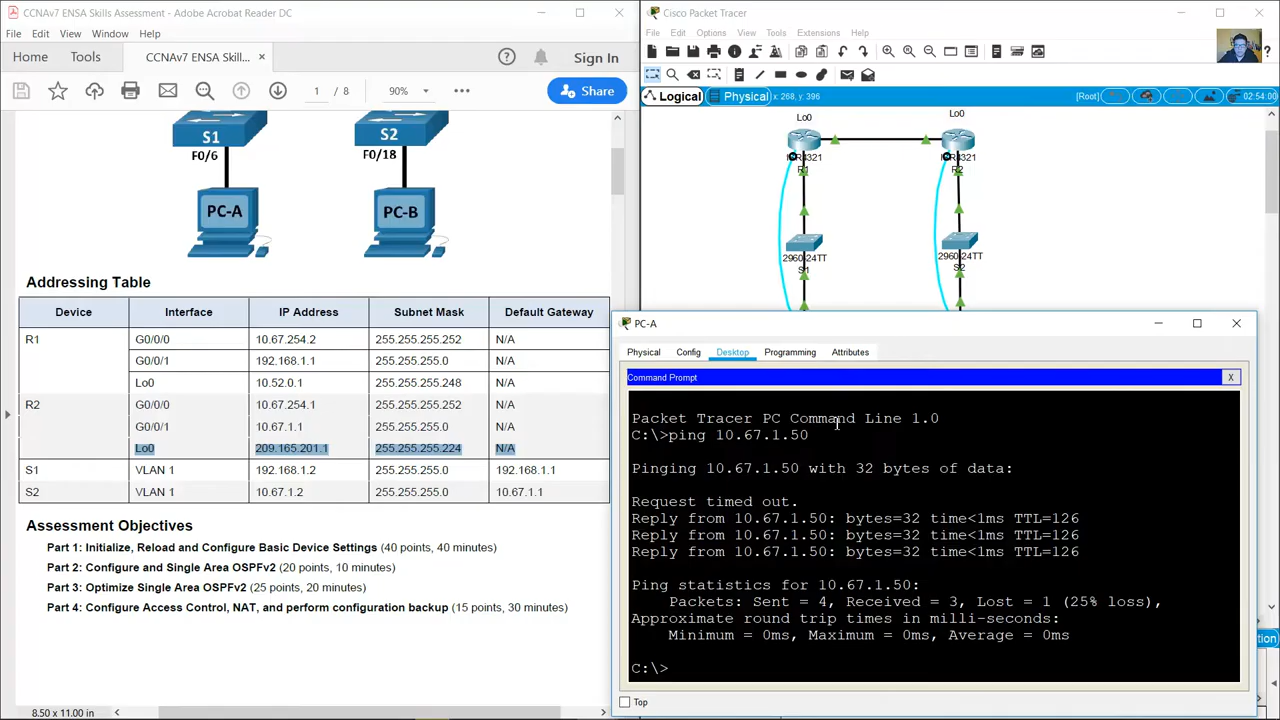 CCNAv7 ENSA Skills Assessment - Adobe Acrobat Reader DC
File Edit View Window Help
Home Tools CCNAv7 ENSA Skill... Sign In
1 / 8 90% Share
S1 S2
F0/6 F0/18
PC-A PC-B
Addressing Table
Device Interface IP Address Subnet Mask Default Gateway
R1 G0/0/0 10.67.254.2 255.255.255.252 N/A
G0/0/1 192.168.1.1 255.255.255.0 N/A
Lo0 10.52.0.1 255.255.255.248 N/A
R2 G0/0/0 10.67.254.1 255.255.255.252 N/A
G0/0/1 10.67.1.1 255.255.255.0 N/A
Lo0 209.165.201.1 255.255.255.224 N/A
S1 VLAN 1 192.168.1.2 255.255.255.0 192.168.1.1
S2 VLAN 1 10.67.1.2 255.255.255.0 10.67.1.1
Assessment Objectives
Part 1: Initialize, Reload and Configure Basic Device Settings (40 points, 40 minutes)
Part 2: Configure and Single Area OSPFv2 (20 points, 10 minutes)
Part 3: Optimize Single Area OSPFv2 (25 points, 20 minutes)
Part 4: Configure Access Control, NAT, and perform configuration backup (15 points, 30 minutes)
8.50 x 11.00 in
Cisco Packet Tracer
File Edit Options View Tools Extensions Help
Logical Physical x: 268, y: 396 [Root] 02:54:00
Lo0 Lo0
R1 R2
2960-24TT 2960-24TT
S1 S2
PC-A
Physical Config Desktop Programming Attributes
Command Prompt X
Packet Tracer PC Command Line 1.0
C:\>ping 10.67.1.50
Pinging 10.67.1.50 with 32 bytes of data:
Request timed out.
Reply from 10.67.1.50: bytes=32 time<1ms TTL=126
Reply from 10.67.1.50: bytes=32 time<1ms TTL=126
Reply from 10.67.1.50: bytes=32 time<1ms TTL=126
Ping statistics for 10.67.1.50:
Packets: Sent = 4, Received = 3, Lost = 1 (25% loss),
Approximate round trip times in milli-seconds:
Minimum = 0ms, Maximum = 0ms, Average = 0ms
C:\>
Top